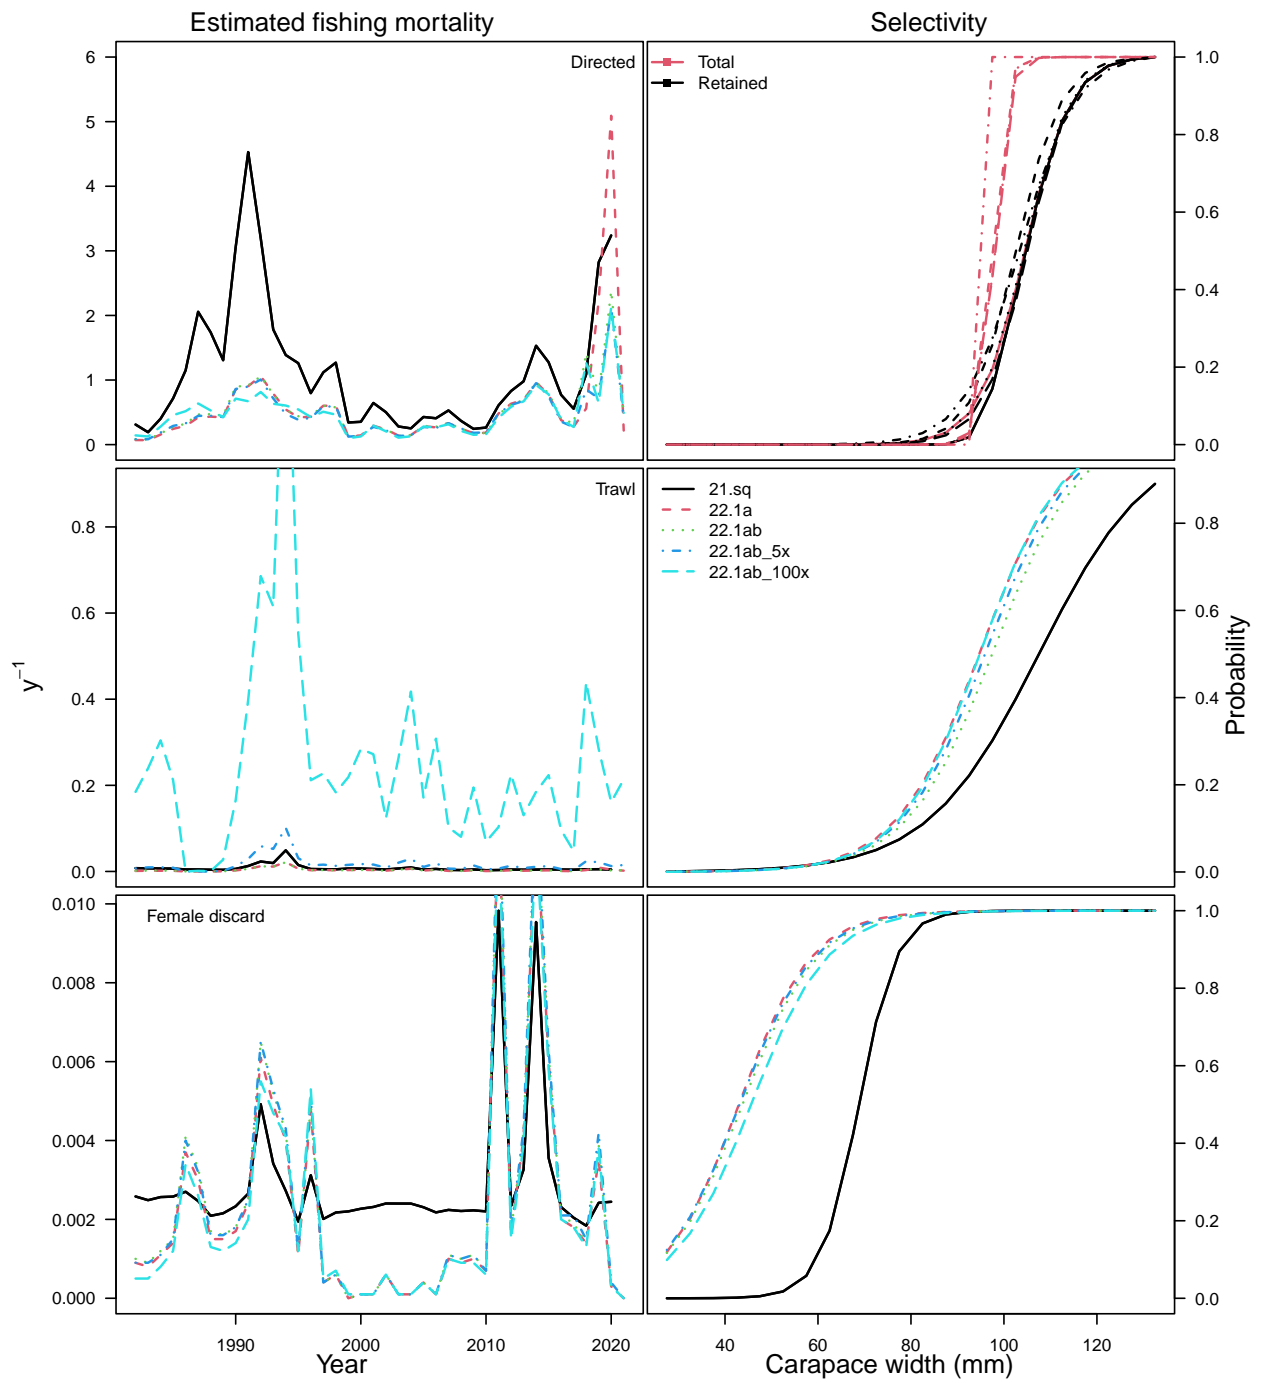 Estimated fishing mortality
Selectivity
Directed
6
5
4
3
2
1
0
Total
Retained
1.0
0.8
0.6
0.4
0.2
0.0
Trawl
0.8
0.6
0.4
0.2
0.0
y−1
21.sq
22.1a
22.1ab
22.1ab_5x
22.1ab_100x
0.8
0.6
0.4
0.2
0.0
Probability
Female discard
0.010
0.008
0.006
0.004
0.002
0.000
1990 2000 2010 2020
Year
1.0
0.8
0.6
0.4
0.2
0.0
40 60 80 100 120
Carapace width (mm)